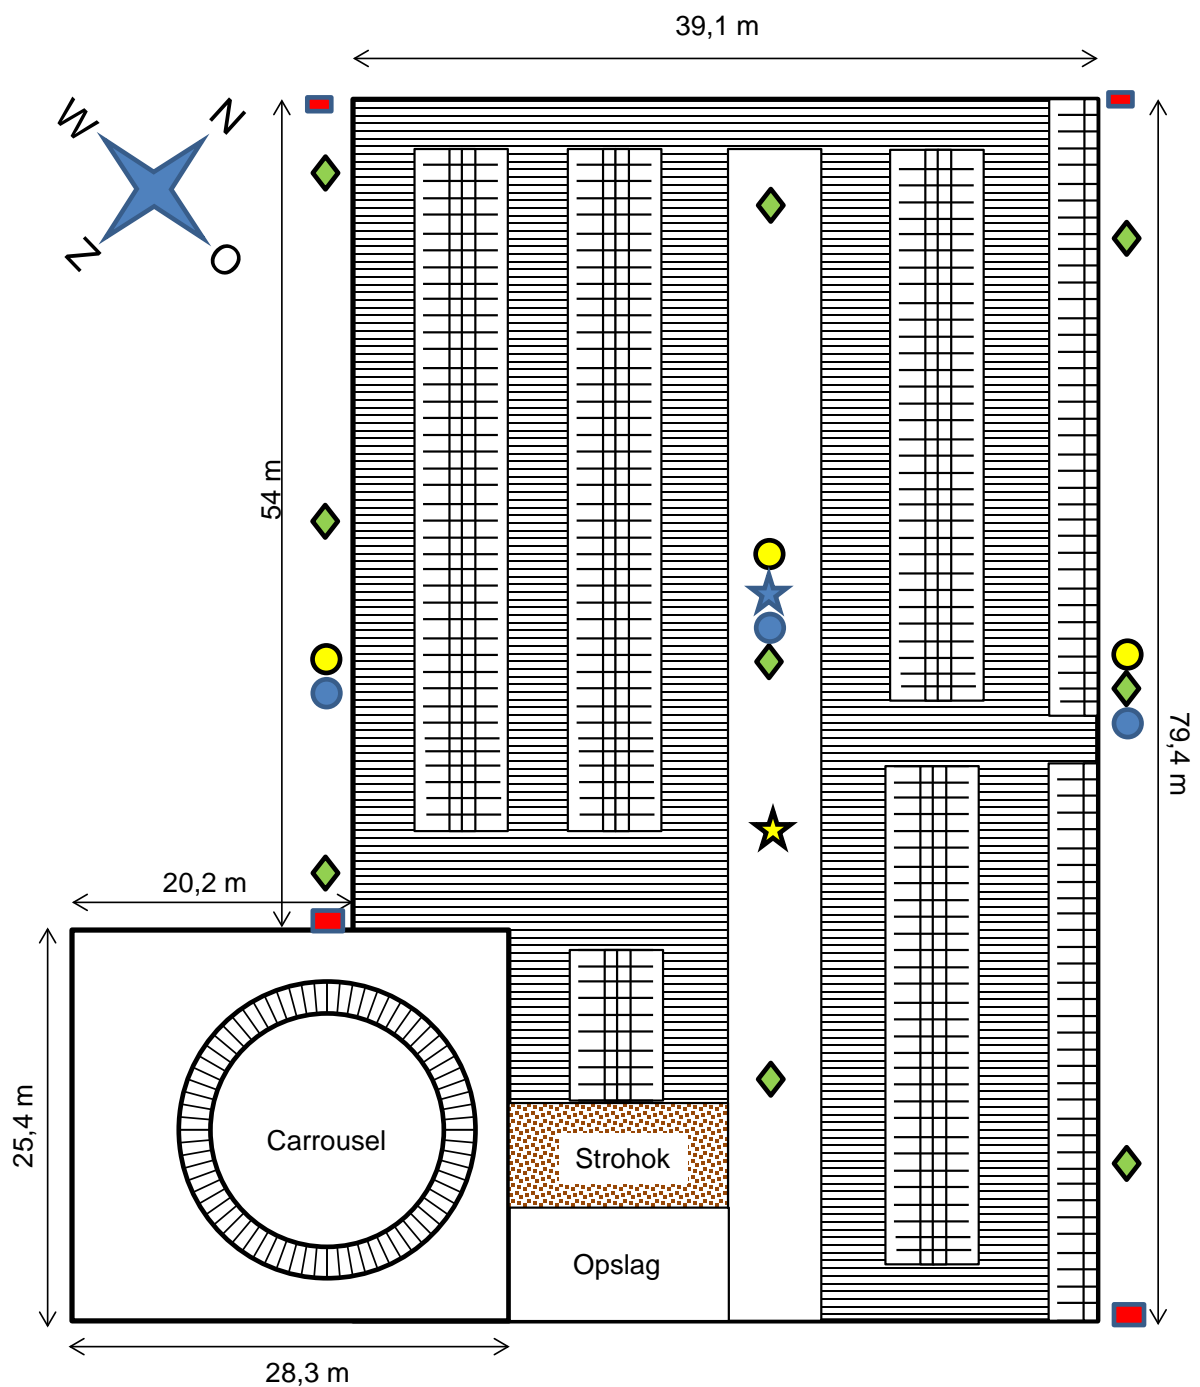 39,1 m
W
N
Z
O
54 m
79,4 m
20,2 m
25,4 m
Carrousel
Strohok
Opslag
28,3 m